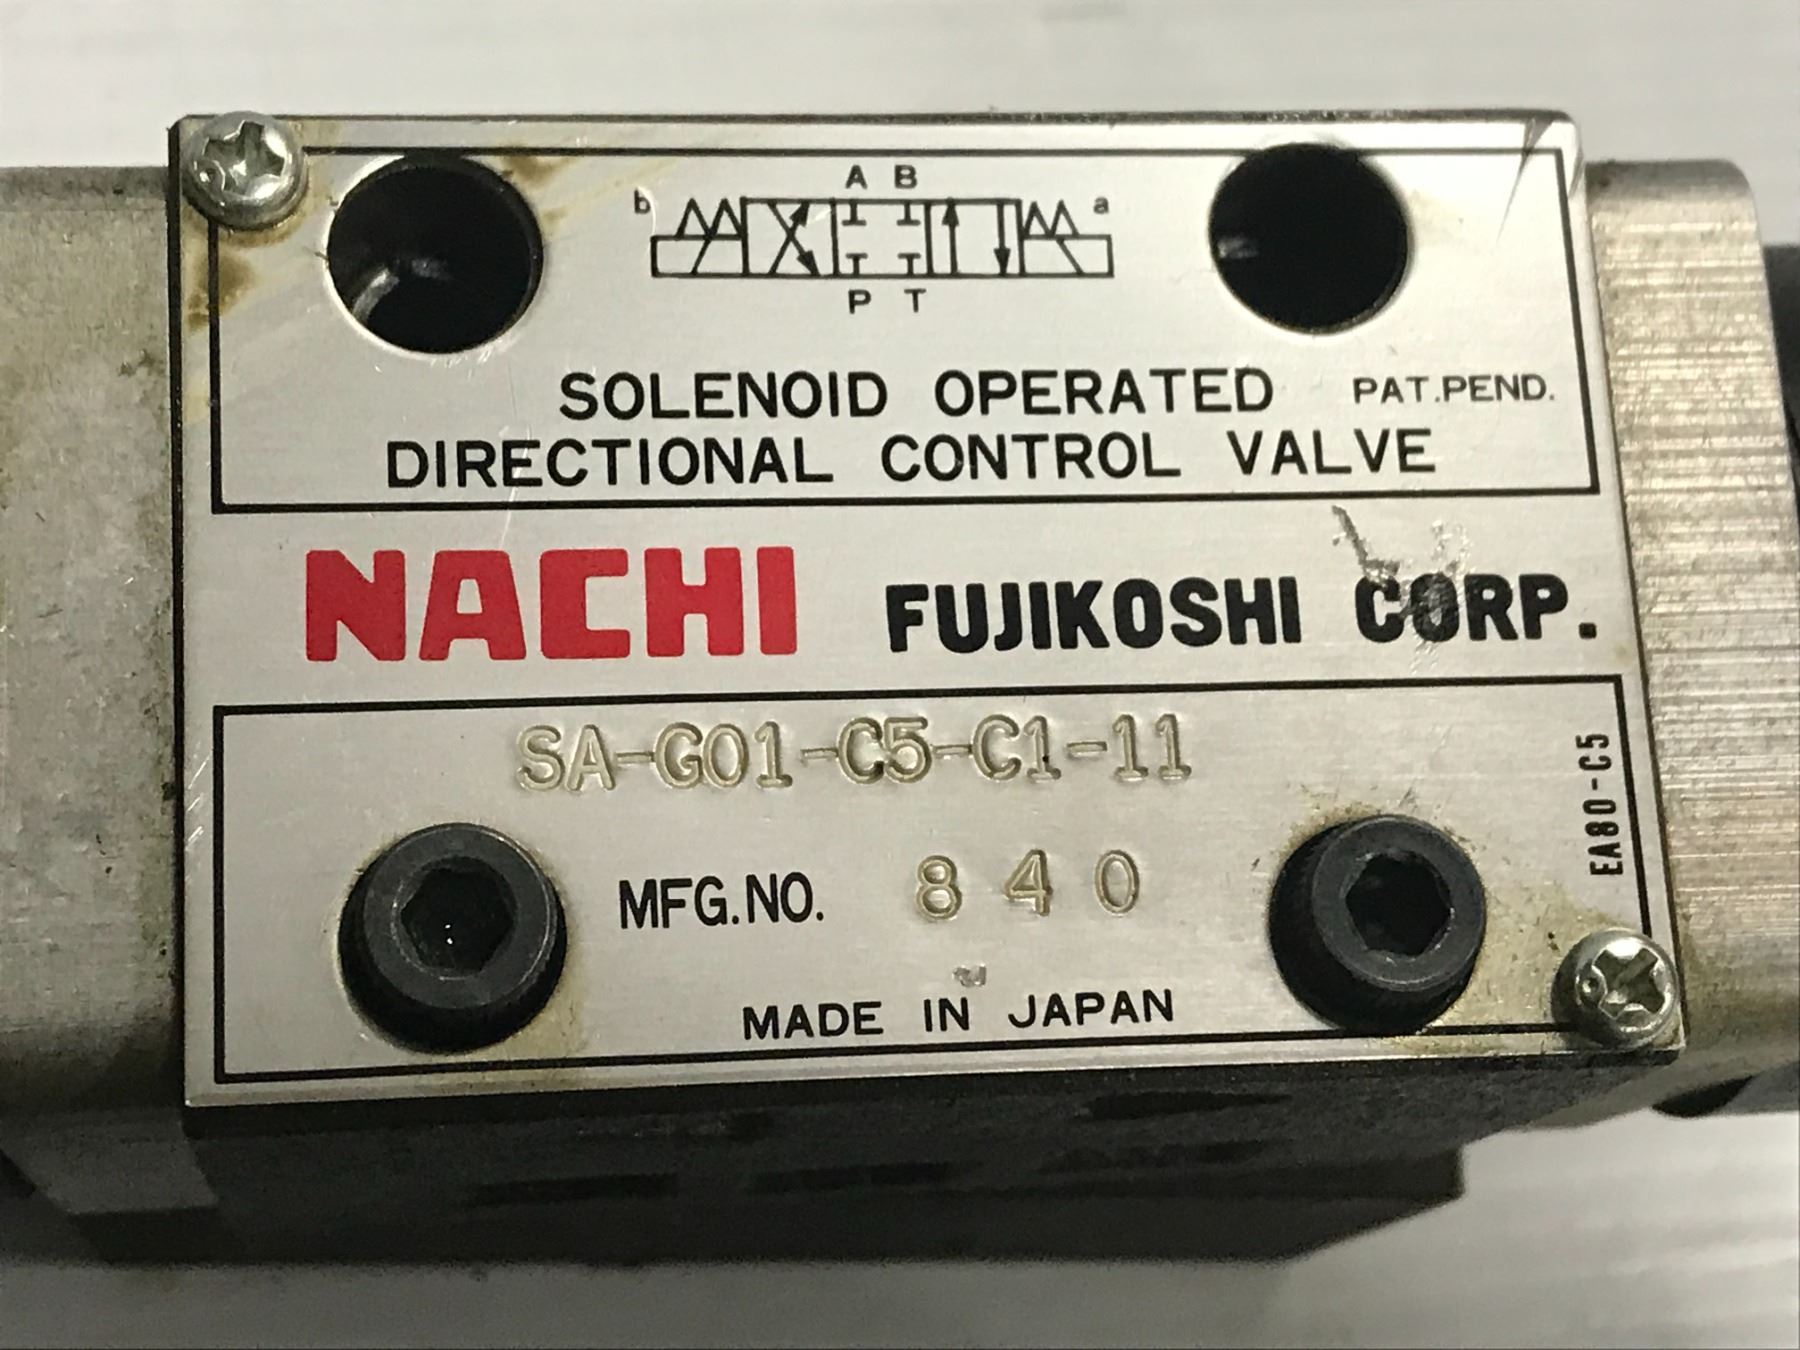 A B
b a
P T
SOLENOID OPERATED PAT.PEND.
DIRECTIONAL CONTROL VALVE
NACHI FUJIKOSHI CORP.
SA-G01-C5-C1-11
EA80-C5
MFG.NO. 8 4 0
MADE IN JAPAN